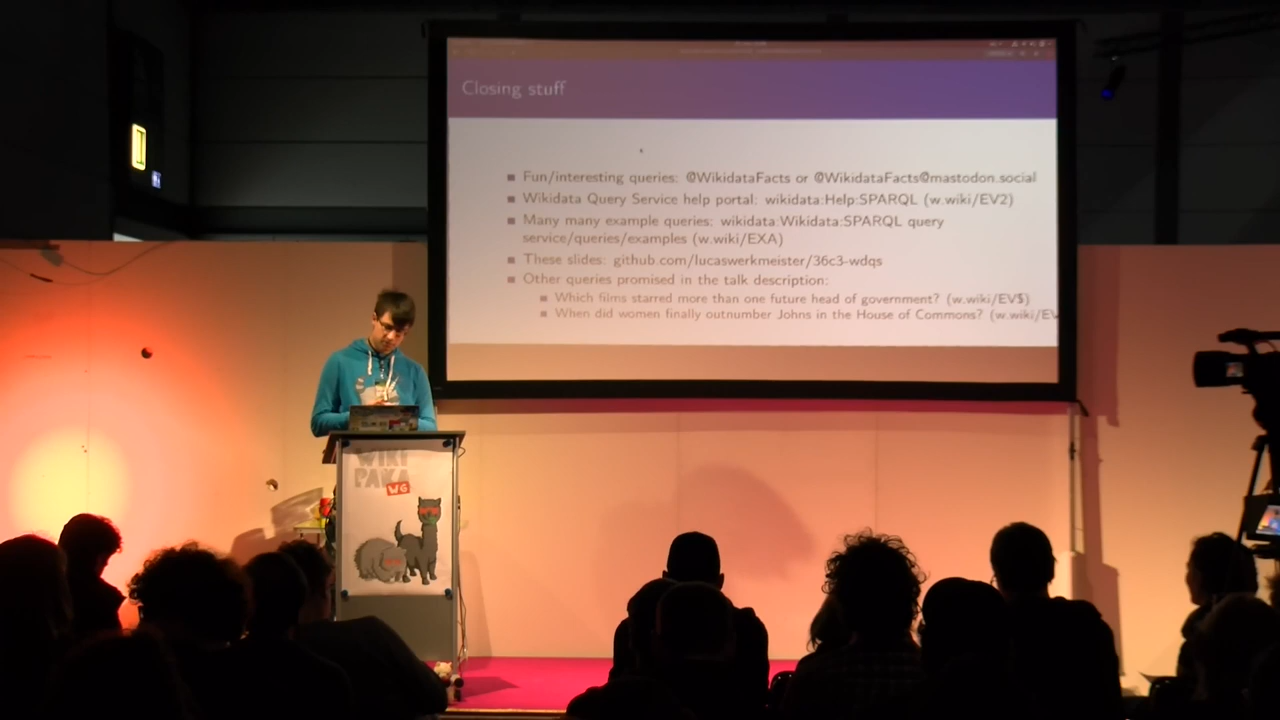 Closing stuff
Fun/interesting queries: @WikidataFacts or @WikidataFacts@mastodon.social
Wikidata Query Service help portal: wikidata:Help:SPARQL (w.wiki/EV2)
Many many example queries: wikidata:Wikidata:SPARQL query
service/queries/examples (w.wiki/EXA)
These slides: github.com/lucaswerkmeister/36c3-wdqs
Other queries promised in the talk description:
Which films starred more than one future head of government? (w.wiki/EV$)
When did women finally outnumber Johns in the House of Commons? (w.wiki/EV
WIKI
PAKA
WG